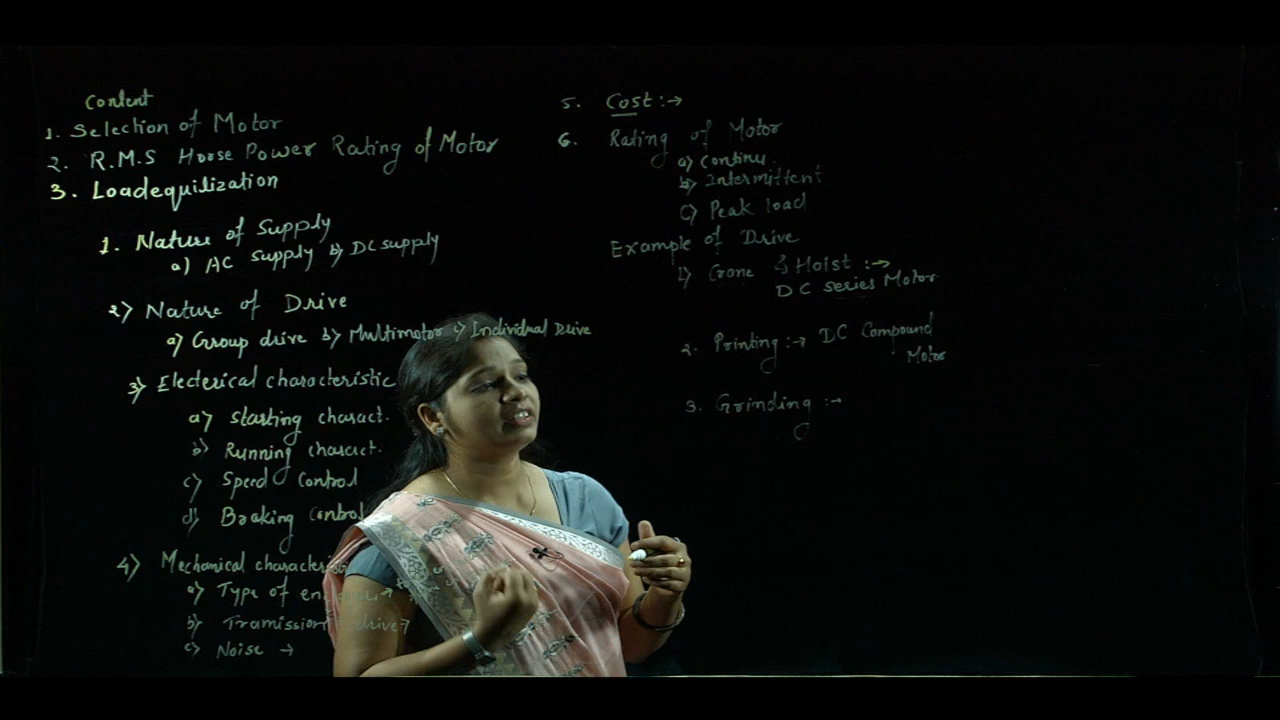 Content
1. Selection of Motor
2. R.M.S Horse Power Rating of Motor
3. Loadequilization
1. Nature of Supply
a) AC supply b) DC supply
2) Nature of Drive
a) Group drive b) Multimotor c) Individual Drive
3) Electerical characteristic
a) Starting charact.
b) Running charact.
c) Speed Control
d) Braking Control
4) Mechanical
a) Type of
b) Tramission drive
c) Noise →
5. Cost :→
6. Rating of Motor
a) Continu.
b) Intermittent
c) Peak load
Example of Drive
1) Crane & Hoist :→
DC series Motor
2. Printing :→ DC Compound
Motor
3. Grinding :→